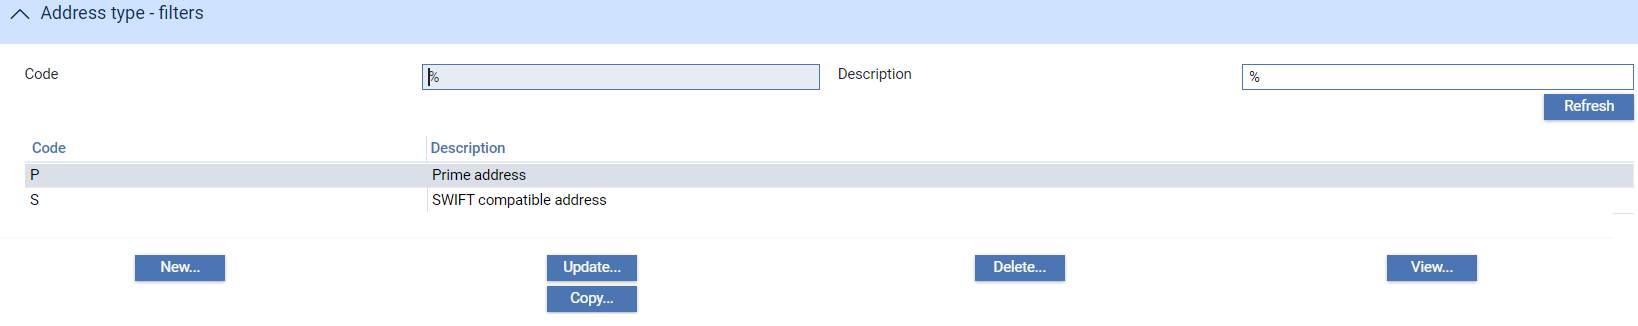 Address type - filters
Code % Description %
Refresh
Code Description
P Prime address
S SWIFT compatible address
New... Update... Delete... View...
Copy...